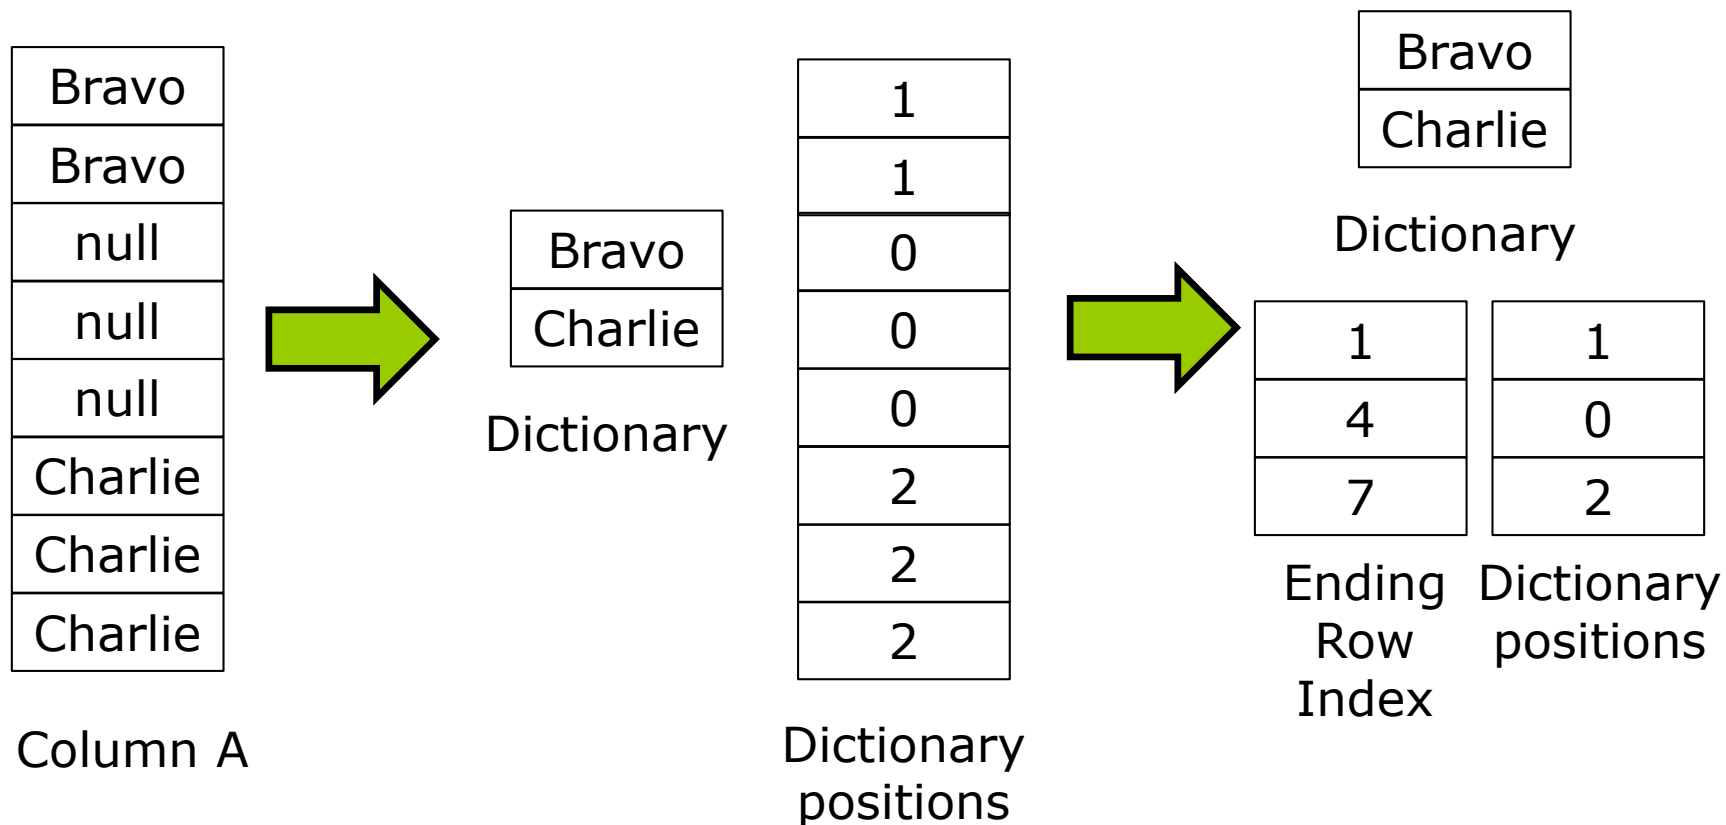 Bravo
Bravo
null
null
null
Charlie
Charlie
Charlie
Column A
Bravo
Charlie
Dictionary
1
1
0
0
0
2
2
2
Dictionary
positions
Bravo
Charlie
Dictionary
1
4
7
Ending
Row
Index
1
0
2
Dictionary
positions